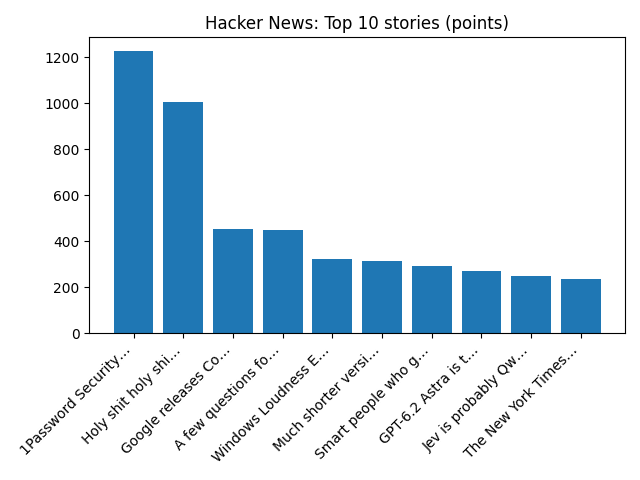 Hacker News: Top 10 stories (points)
1200
1000
800
600
400
200
0
1Password Security...
Holy shit holy shi...
Google releases Co...
A few questions fo...
Windows Loudness E...
Much shorter versi...
Smart people who g...
GPT-6.2 Astra is t...
Jev is probably Qw...
The New York Times...